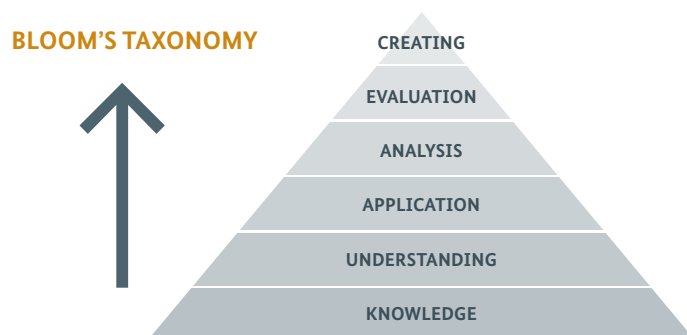 BLOOM’S TAXONOMY
CREATING
EVALUATION
ANALYSIS
APPLICATION
UNDERSTANDING
KNOWLEDGE